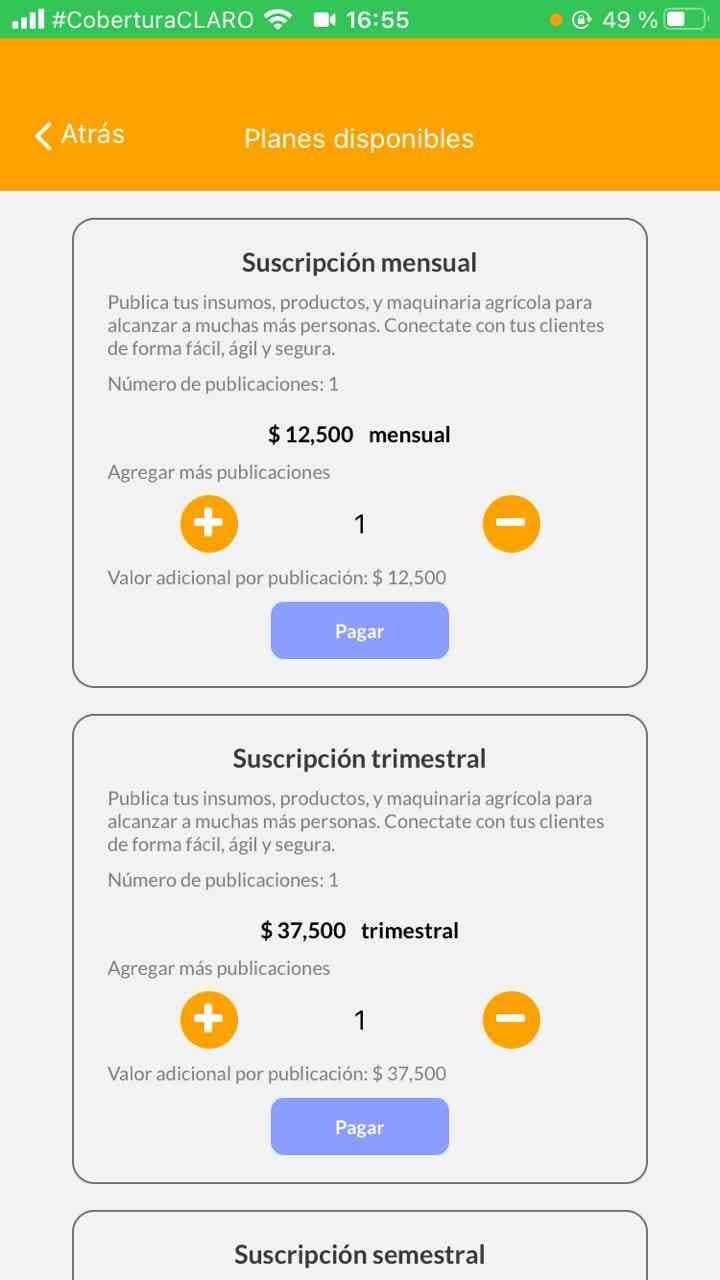 #CoberturaCLARO 16:55 49 %
Atrás
Planes disponibles
Suscripción mensual
Publica tus insumos, productos, y maquinaria agrícola para
alcanzar a muchas más personas. Conectate con tus clientes
de forma fácil, ágil y segura.
Número de publicaciones: 1
$ 12,500 mensual
Agregar más publicaciones
1
Valor adicional por publicación: $ 12,500
Pagar
Suscripción trimestral
Publica tus insumos, productos, y maquinaria agrícola para
alcanzar a muchas más personas. Conectate con tus clientes
de forma fácil, ágil y segura.
Número de publicaciones: 1
$ 37,500 trimestral
Agregar más publicaciones
1
Valor adicional por publicación: $ 37,500
Pagar
Suscripción semestral